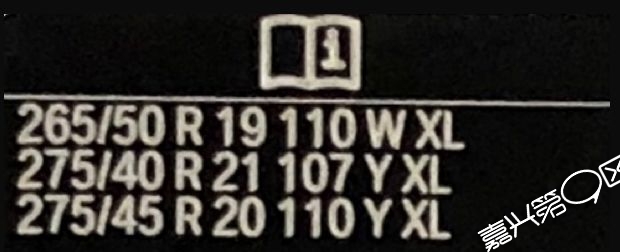 265/50 R 19 110 W XL
275/40 R 21 107 Y XL
275/45 R 20 110 Y XL